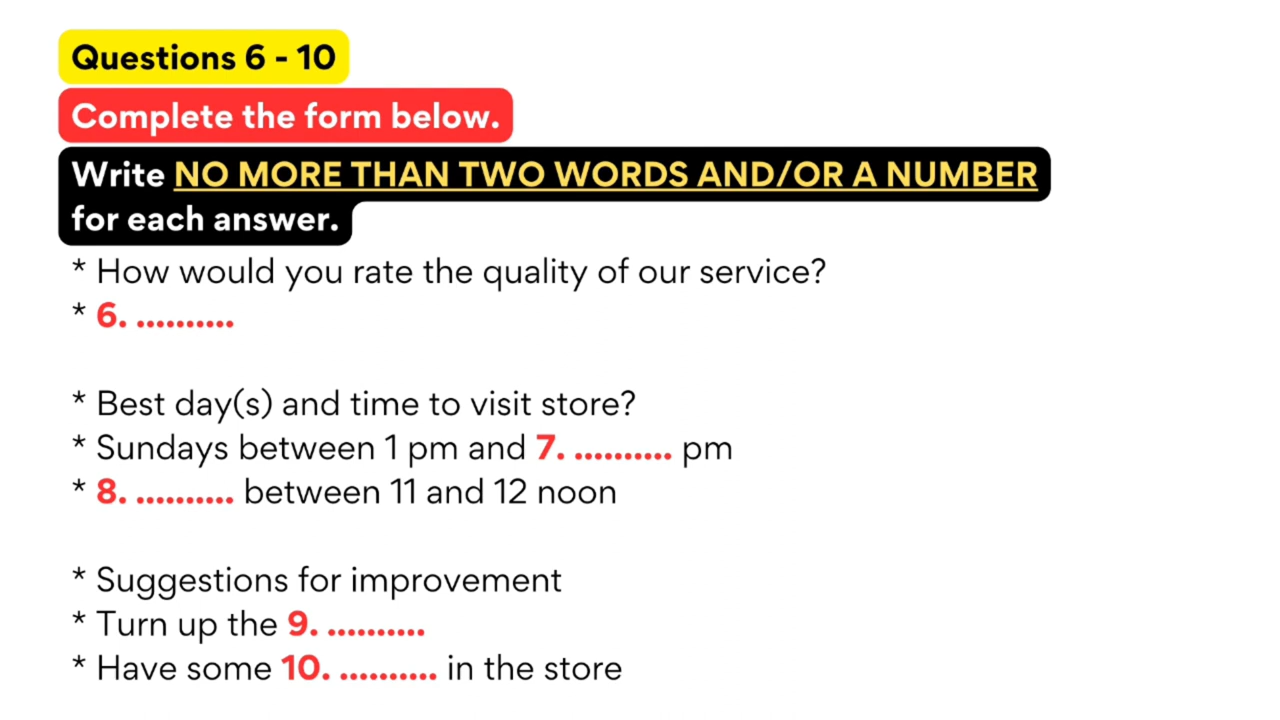 Questions 6 - 10
Complete the form below.
Write NO MORE THAN TWO WORDS AND/OR A NUMBER
for each answer.
* How would you rate the quality of our service?
* 6. ..........
* Best day(s) and time to visit store?
* Sundays between 1 pm and 7. .......... pm
* 8. .......... between 11 and 12 noon
* Suggestions for improvement
* Turn up the 9. ..........
* Have some 10. .......... in the store